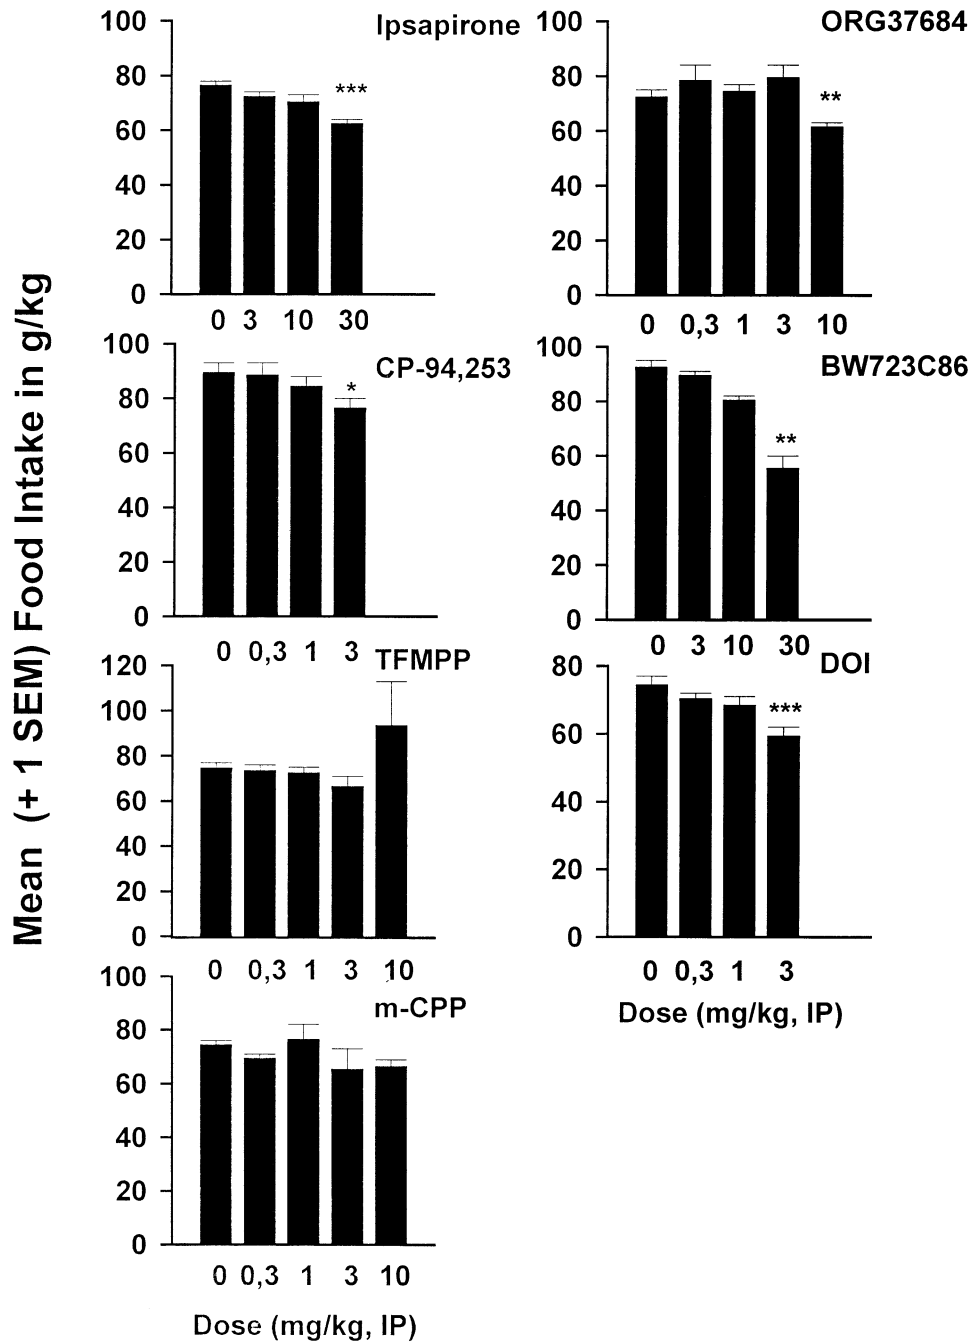 Mean (+ 1 SEM) Food Intake in g/kg
Ipsapirone
100
80
60
40
20
0
***
0 3 10 30
ORG37684
100
80
60
40
20
0
**
0 0,3 1 3 10
CP-94,253
100
80
60
40
20
0
*
0 0,3 1 3
BW723C86
100
80
60
40
20
0
**
0 3 10 30
TFMPP
120
100
80
60
40
20
0
0 0,3 1 3 10
DOI
80
60
40
20
0
***
0 0,3 1 3
Dose (mg/kg, IP)
m-CPP
100
80
60
40
20
0
0 0,3 1 3 10
Dose (mg/kg, IP)